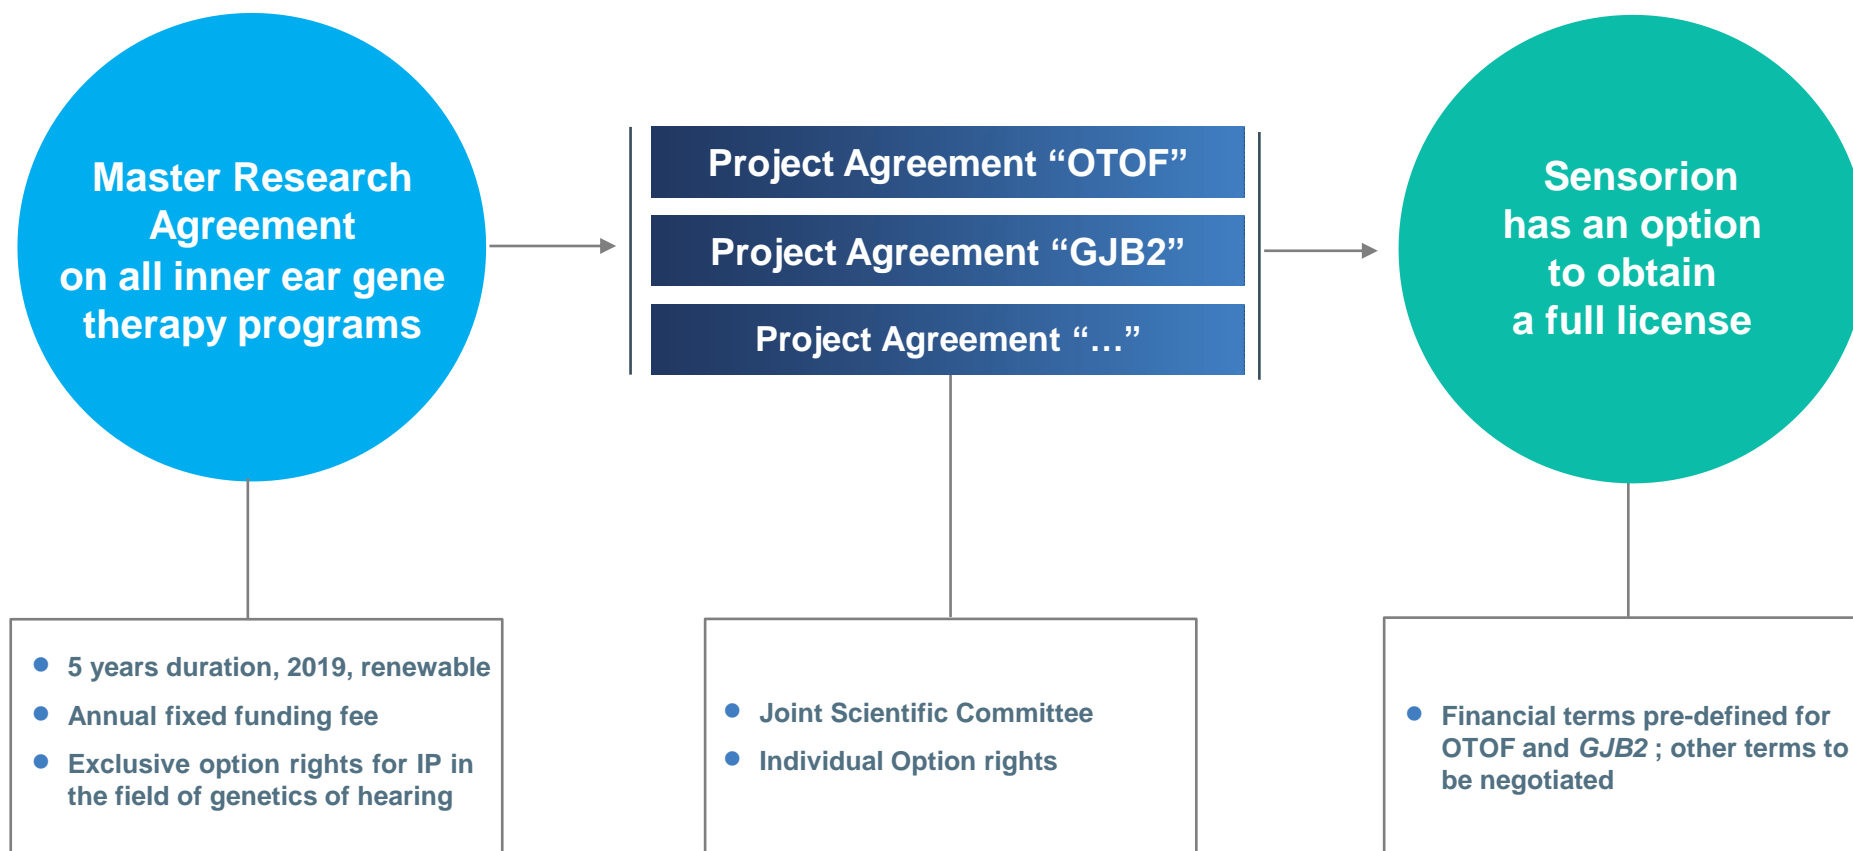 Master Research
Agreement
on all inner ear gene
therapy programs
Project Agreement “OTOF”
Project Agreement “GJB2”
Project Agreement “…”
Sensorion
has an option
to obtain
a full license
5 years duration, 2019, renewable
Annual fixed funding fee
Exclusive option rights for IP in
the field of genetics of hearing
Joint Scientific Committee
Individual Option rights
Financial terms pre-defined for
OTOF and GJB2 ; other terms to
be negotiated